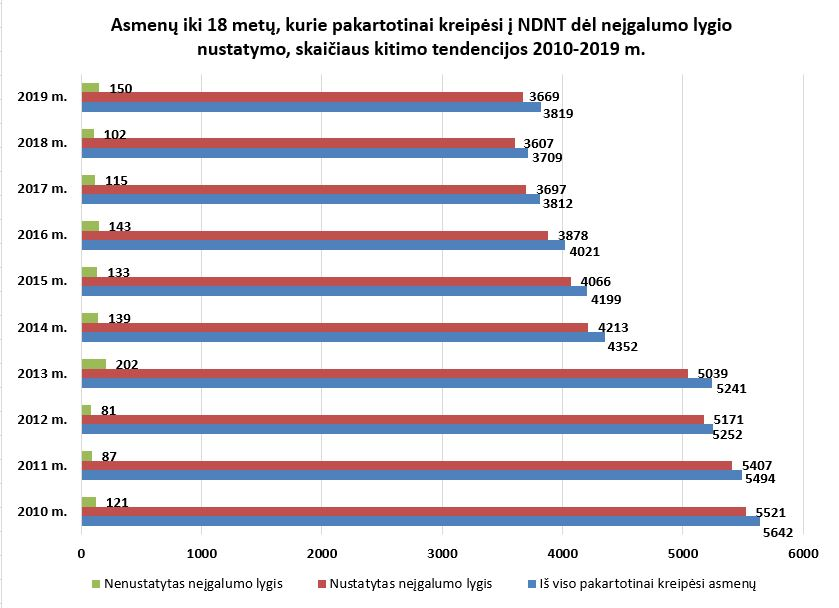 Asmenų iki 18 metų, kurie pakartotinai kreipėsi į NDNT dėl neįgalumo lygio
nustatymo, skaičiaus kitimo tendencijos 2010-2019 m.
2019 m.
150
3669
3819
2018 m.
102
3607
3709
2017 m.
115
3697
3812
2016 m.
143
3878
4021
2015 m.
133
4066
4199
2014 m.
139
4213
4352
2013 m.
202
5039
5241
2012 m.
81
5171
5252
2011 m.
87
5407
5494
2010 m.
121
5521
5642
0 1000 2000 3000 4000 5000 6000
Nenustatytas neįgalumo lygis Nustatytas neįgalumo lygis Iš viso pakartotinai kreipėsi asmenų